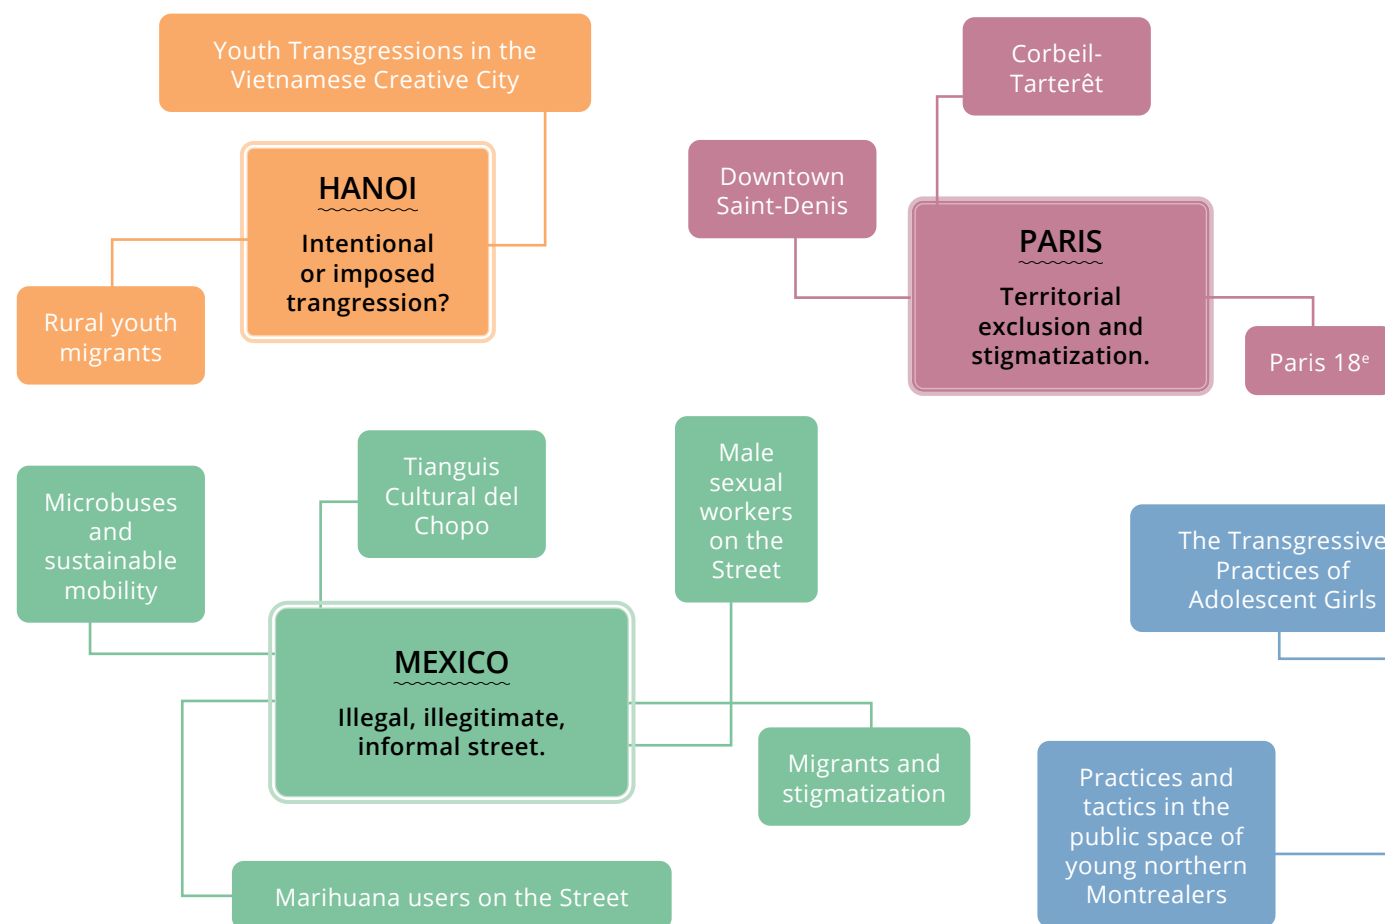 Youth Transgressions in the
Vietnamese Creative City
HANOI
Intentional
or imposed
trangression?
Rural youth
migrants
Corbeil-
Tarterêt
Downtown
Saint-Denis
PARIS
Territorial
exclusion and
stigmatization.
Paris 18ᵉ
Microbuses
and
sustainable
mobility
Tianguis
Cultural del
Chopo
Male
sexual
workers
on the
Street
MEXICO
Illegal, illegitimate,
informal street.
Migrants and
stigmatization
Marihuana users on the Street
The Transgressive
Practices of
Adolescent Girls
Practices and
tactics in the
public space of
young northern
Montrealers